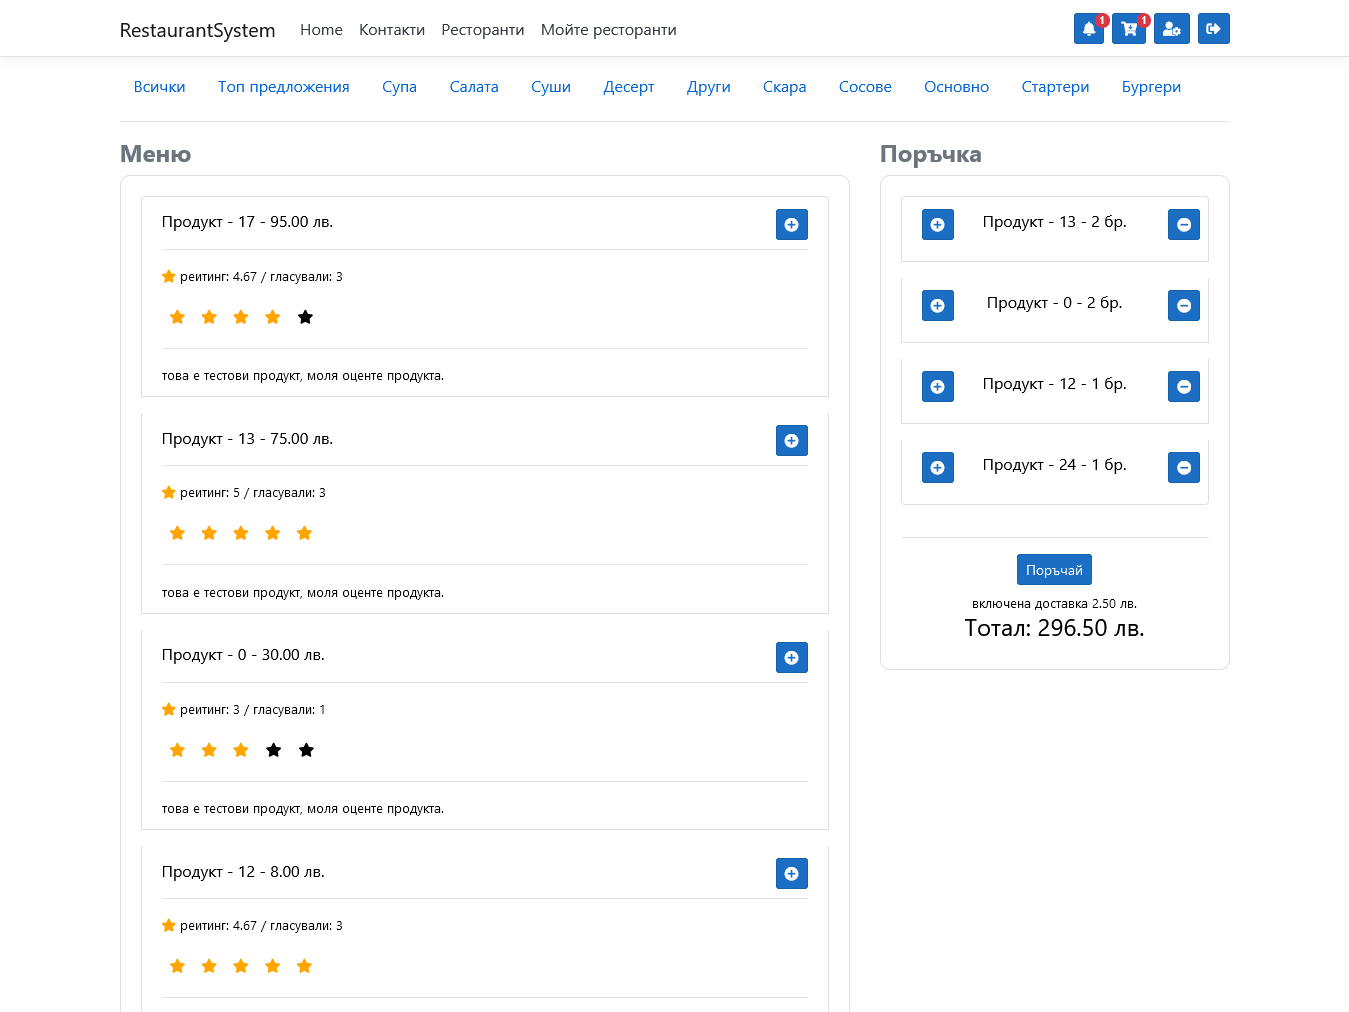 RestaurantSystem Home Контакти Ресторанти Мойте ресторанти 1 1
Всички Топ предложения Супа Салата Суши Десерт Други Скара Сосове Основно Стартери Бургери
Меню
Продукт - 17 - 95.00 лв.
реитинг: 4.67 / гласували: 3
това е тестови продукт, моля оценте продукта.
Продукт - 13 - 75.00 лв.
реитинг: 5 / гласували: 3
това е тестови продукт, моля оценте продукта.
Продукт - 0 - 30.00 лв.
реитинг: 3 / гласували: 1
това е тестови продукт, моля оценте продукта.
Продукт - 12 - 8.00 лв.
реитинг: 4.67 / гласували: 3
Поръчка
Продукт - 13 - 2 бр.
Продукт - 0 - 2 бр.
Продукт - 12 - 1 бр.
Продукт - 24 - 1 бр.
Поръчай
включена доставка 2.50 лв.
Тотал: 296.50 лв.